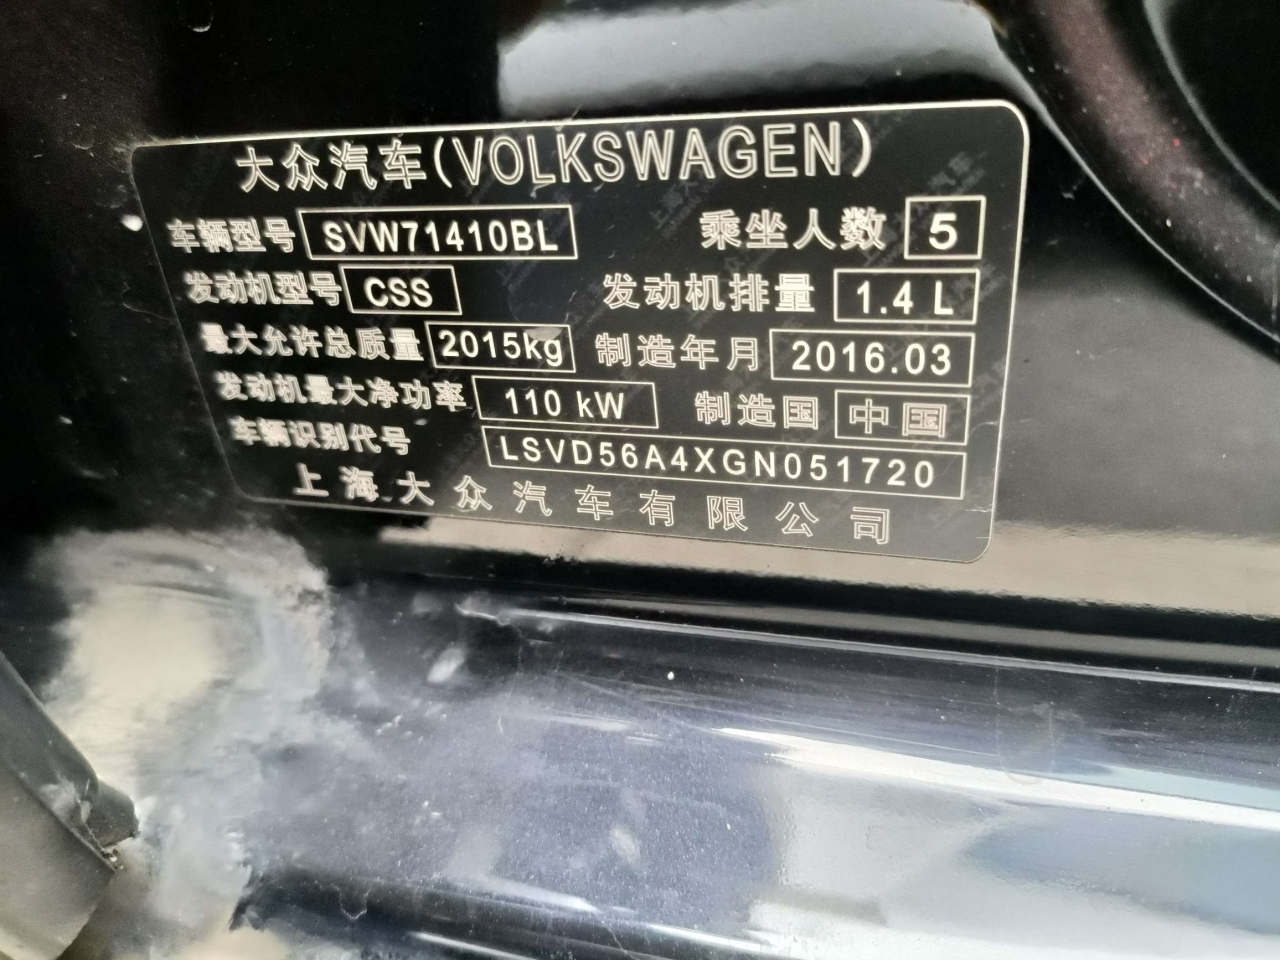 大众汽车(VOLKSWAGEN)
车辆型号 SVW71410BL 乘坐人数 5
发动机型号 CSS 发动机排量 1.4 L
最大允许总质量 2015kg 制造年月 2016.03
发动机最大净功率 110 kW 制造国 中国
车辆识别代号 LSVD56A4XGN051720
上海大众汽车有限公司